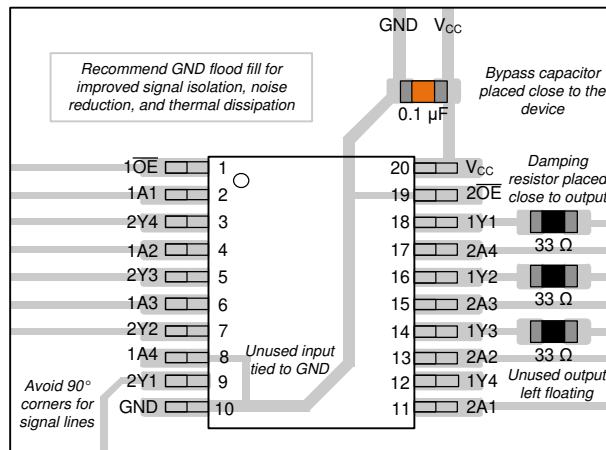 GND VCC
Recommend GND flood fill for
improved signal isolation, noise
reduction, and thermal dissipation
Bypass capacitor
placed close to the
device
0.1 µF
1O̅E̅ 1 20 VCC
1A1 2 19 2O̅E̅
2Y4 3 18 1Y1
1A2 4 17 2A4
2Y3 5 16 1Y2
1A3 6 15 2A3
2Y2 7 14 1Y3
1A4 8 13 2A2
2Y1 9 12 1Y4
GND 10 11 2A1
Damping
resistor placed
close to output
33 Ω
33 Ω
33 Ω
Unused input
tied to GND
Unused output
left floating
Avoid 90°
corners for
signal lines